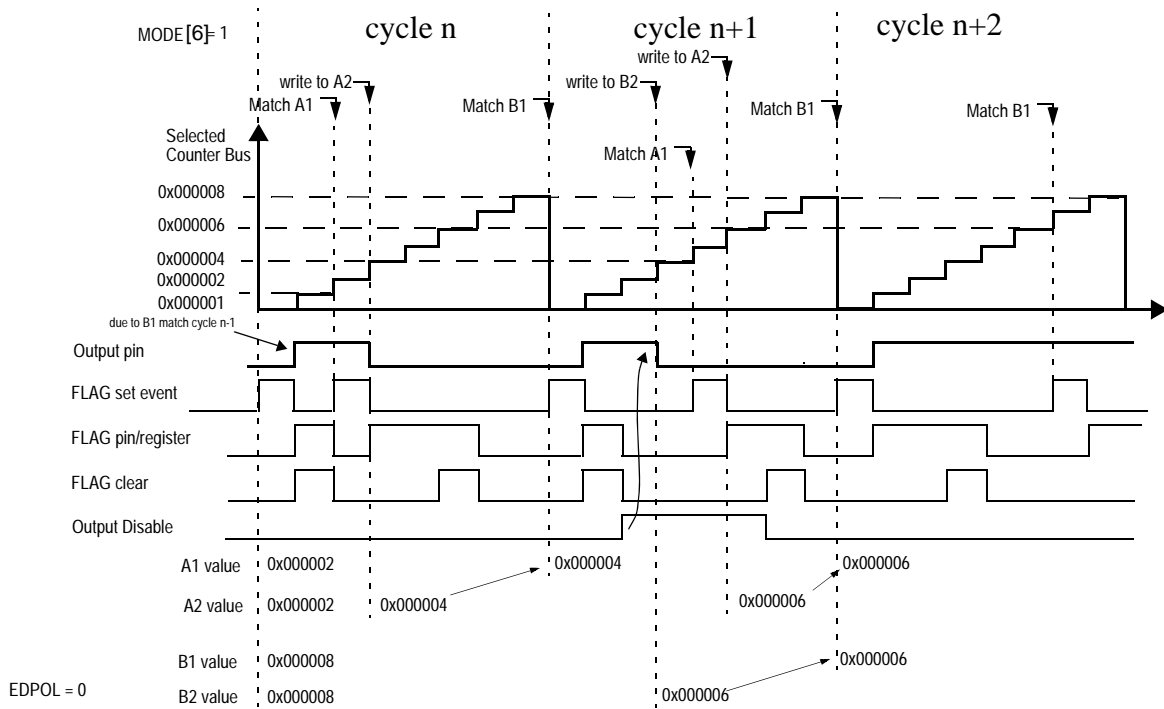 MODE[6]= 1
cycle n
cycle n+1
cycle n+2
write to A2
write to A2
write to B2
Match A1
Match B1
Match B1
Match B1
Match A1
Selected
Counter Bus
0x000008
0x000006
0x000004
0x000002
0x000001
due to B1 match cycle n-1
Output pin
FLAG set event
FLAG pin/register
FLAG clear
Output Disable
A1 value 0x000002 0x000004 0x000006
A2 value 0x000002 0x000004 0x000006
B1 value 0x000008 0x000006
EDPOL = 0
B2 value 0x000008 0x000006